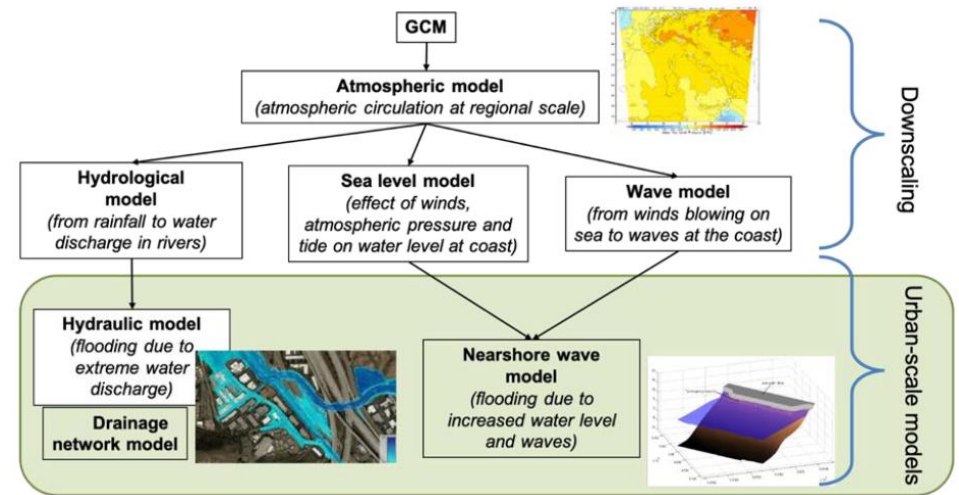 GCM
Atmospheric model
(atmospheric circulation at regional scale)
Downscaling
Hydrological
model
(from rainfall to water
discharge in rivers)
Sea level model
(effect of winds,
atmospheric pressure and
tide on water level at coast)
Wave model
(from winds blowing on
sea to waves at the coast)
Hydraulic model
(flooding due to
extreme water
discharge)
Drainage
network model
Nearshore wave
model
(flooding due to
increased water level
and waves)
Urban-scale models